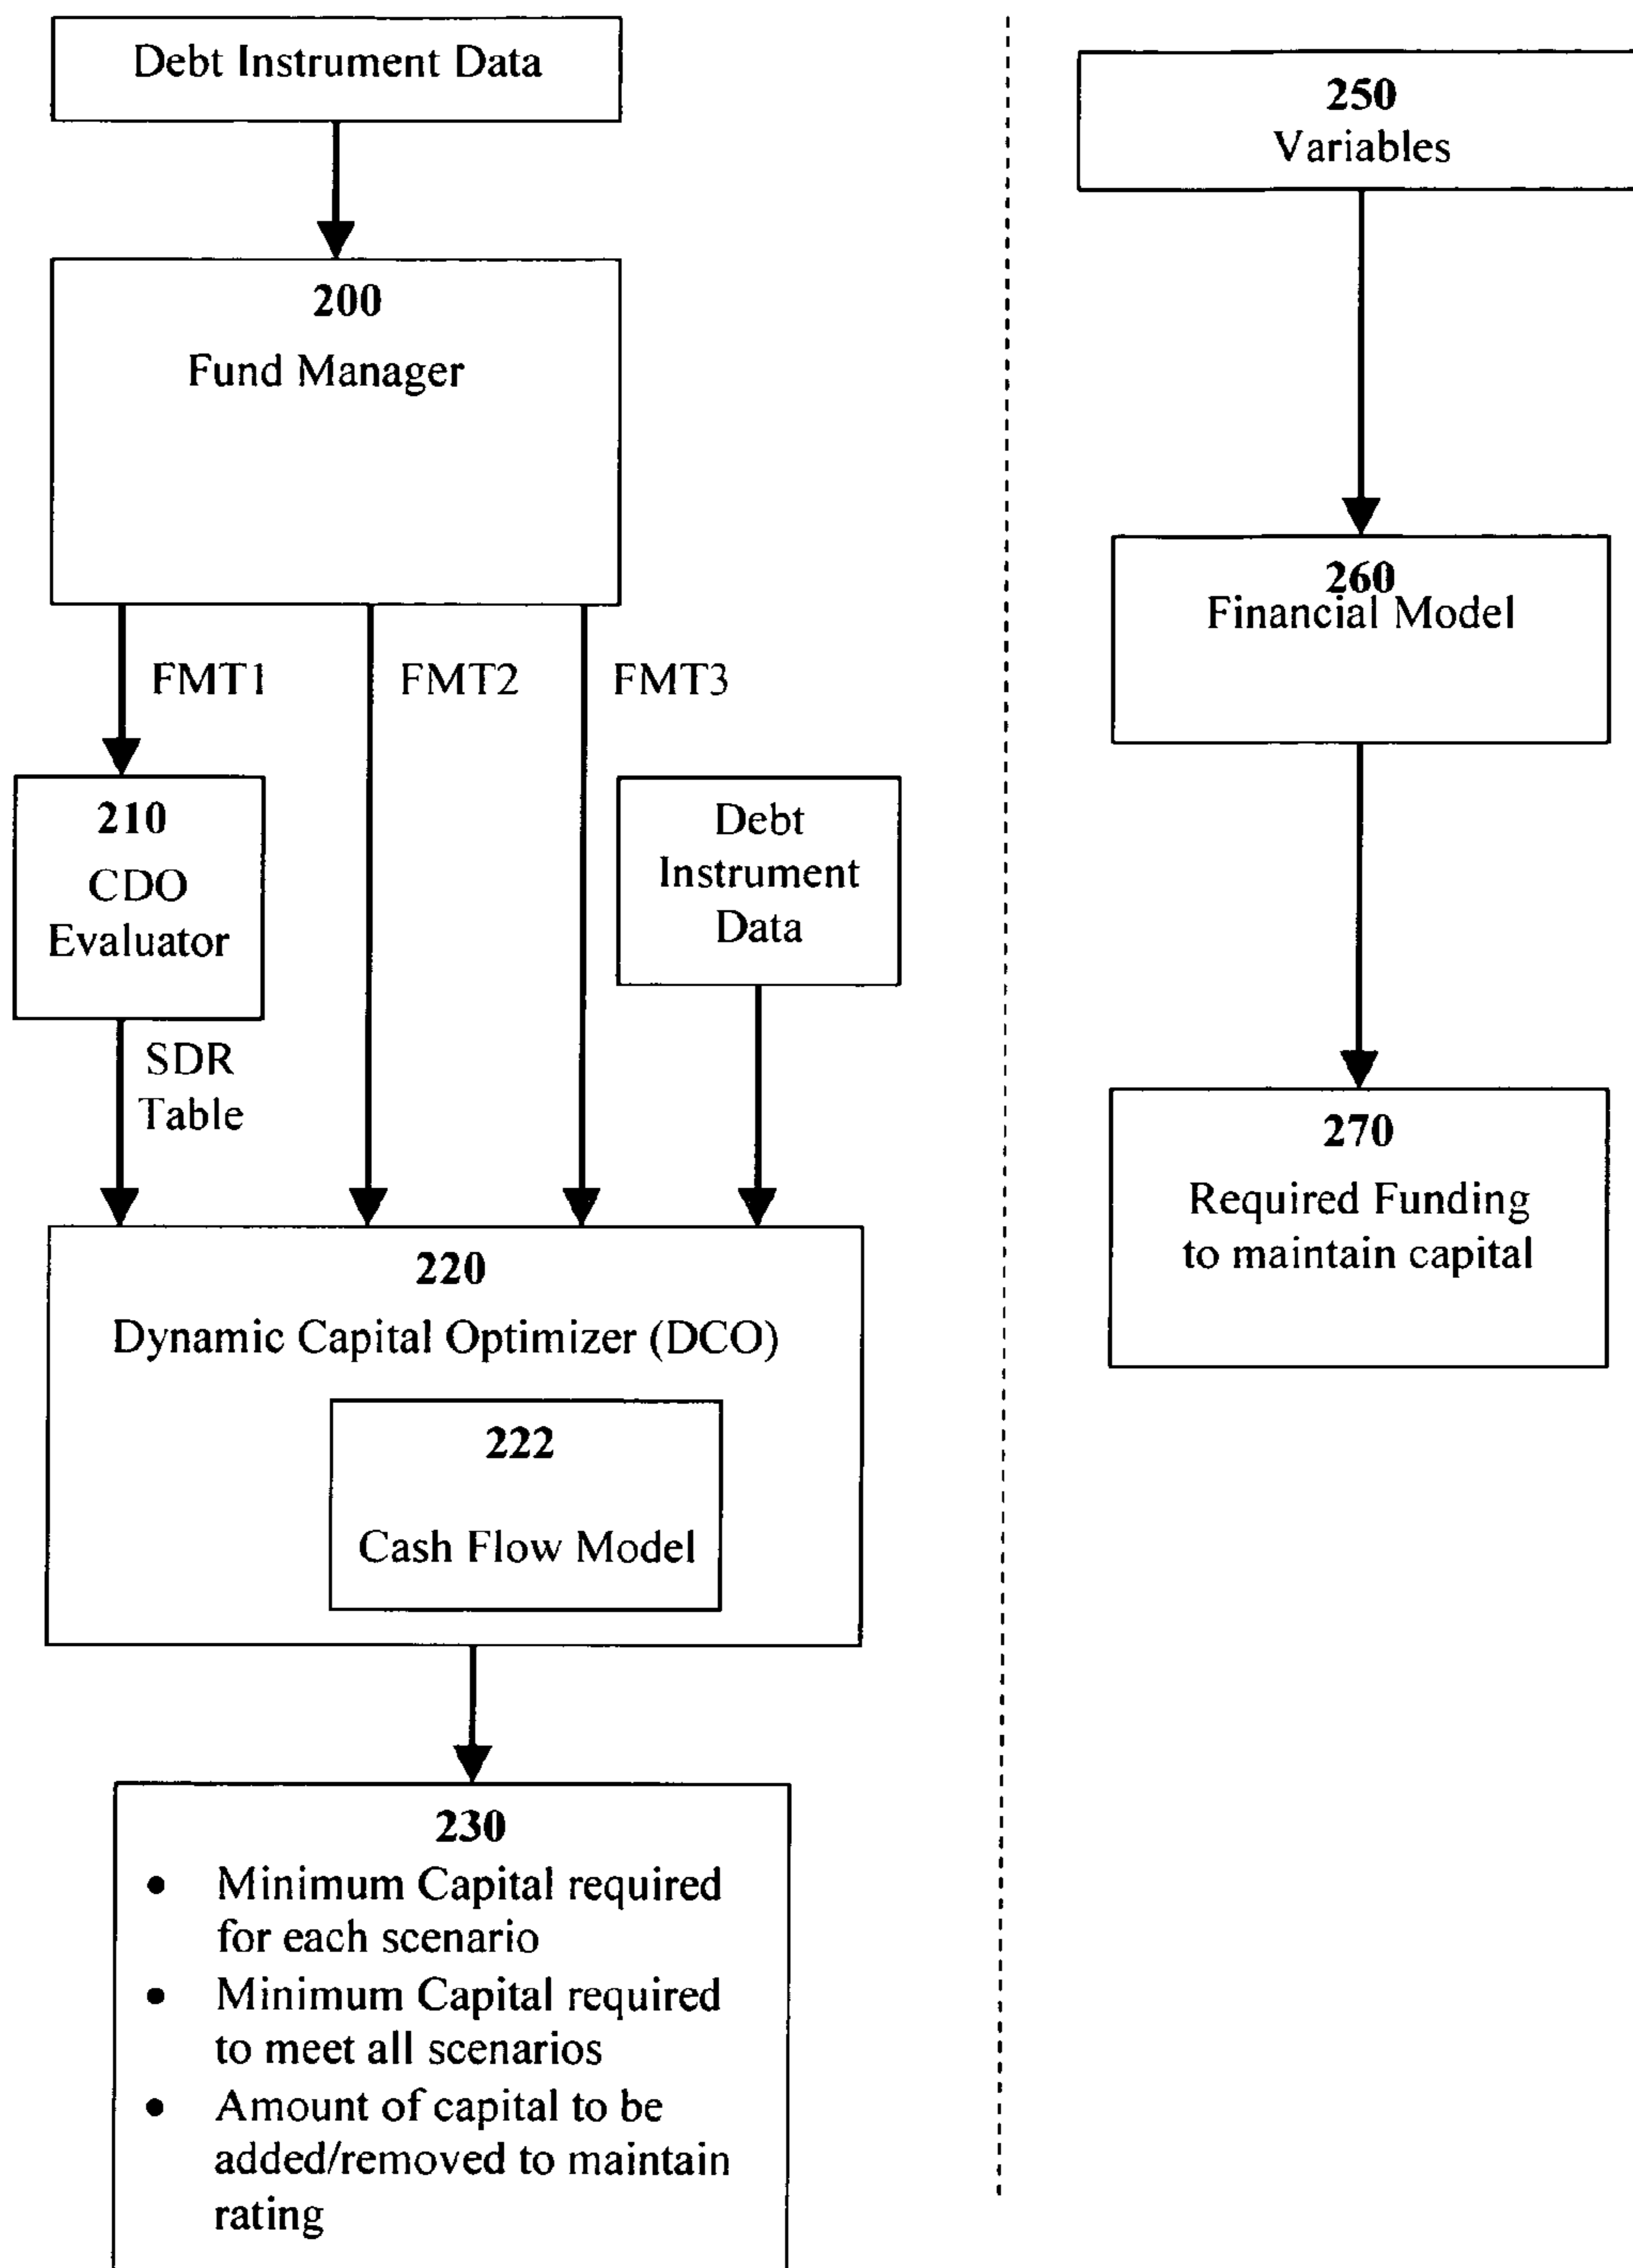 Debt Instrument Data
200
Fund Manager
FMT1
FMT2
FMT3
210
CDO
Evaluator
Debt
Instrument
Data
SDR
Table
220
Dynamic Capital Optimizer (DCO)
222
Cash Flow Model
230
• Minimum Capital required
for each scenario
• Minimum Capital required
to meet all scenarios
• Amount of capital to be
added/removed to maintain
rating
250
Variables
260
Financial Model
270
Required Funding
to maintain capital